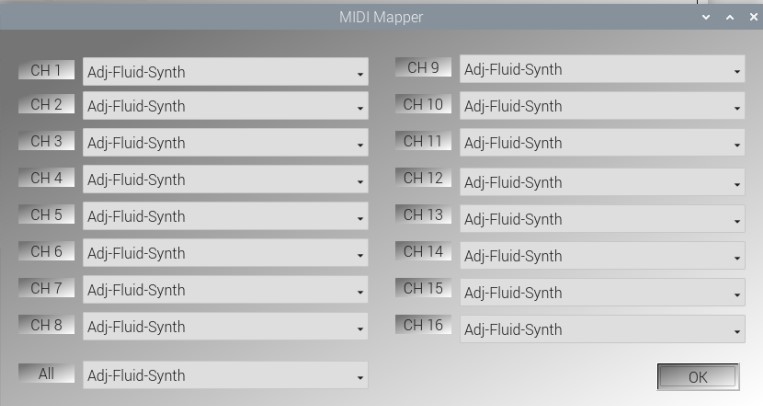 MIDI Mapper
CH 1 Adj-Fluid-Synth
CH 2 Adj-Fluid-Synth
CH 3 Adj-Fluid-Synth
CH 4 Adj-Fluid-Synth
CH 5 Adj-Fluid-Synth
CH 6 Adj-Fluid-Synth
CH 7 Adj-Fluid-Synth
CH 8 Adj-Fluid-Synth
All Adj-Fluid-Synth
CH 9 Adj-Fluid-Synth
CH 10 Adj-Fluid-Synth
CH 11 Adj-Fluid-Synth
CH 12 Adj-Fluid-Synth
CH 13 Adj-Fluid-Synth
CH 14 Adj-Fluid-Synth
CH 15 Adj-Fluid-Synth
CH 16 Adj-Fluid-Synth
OK